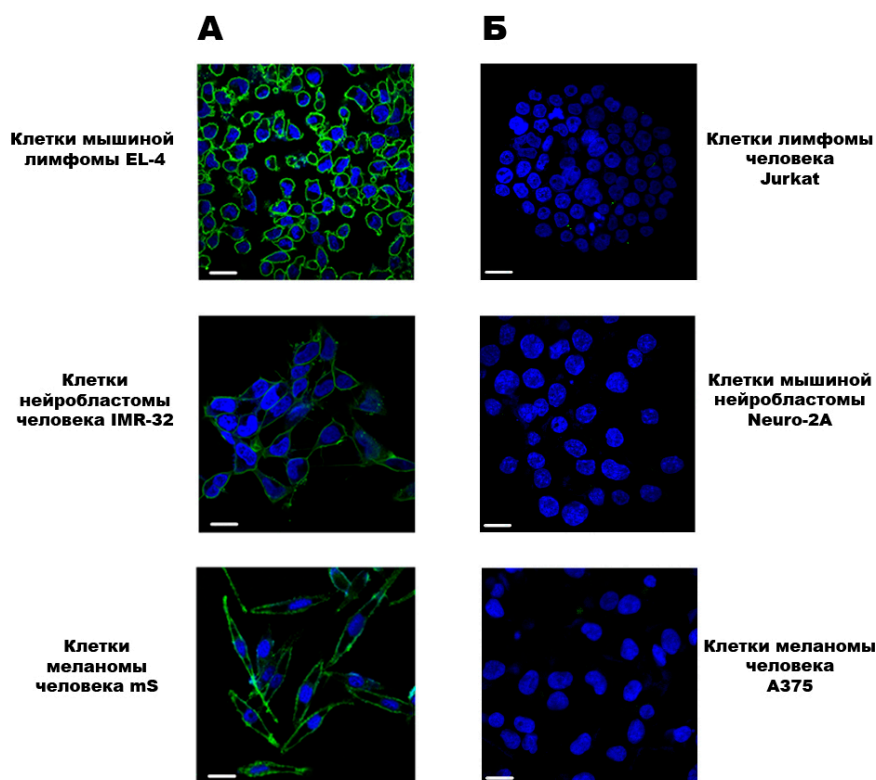 А
Б
Клетки мышиной
лимфомы EL-4
Клетки лимфомы
человека
Jurkat
Клетки
нейробластомы
человека IMR-32
Клетки мышиной
нейробластомы
Neuro-2A
Клетки
меланомы
человека mS
Клетки меланомы
человека
A375